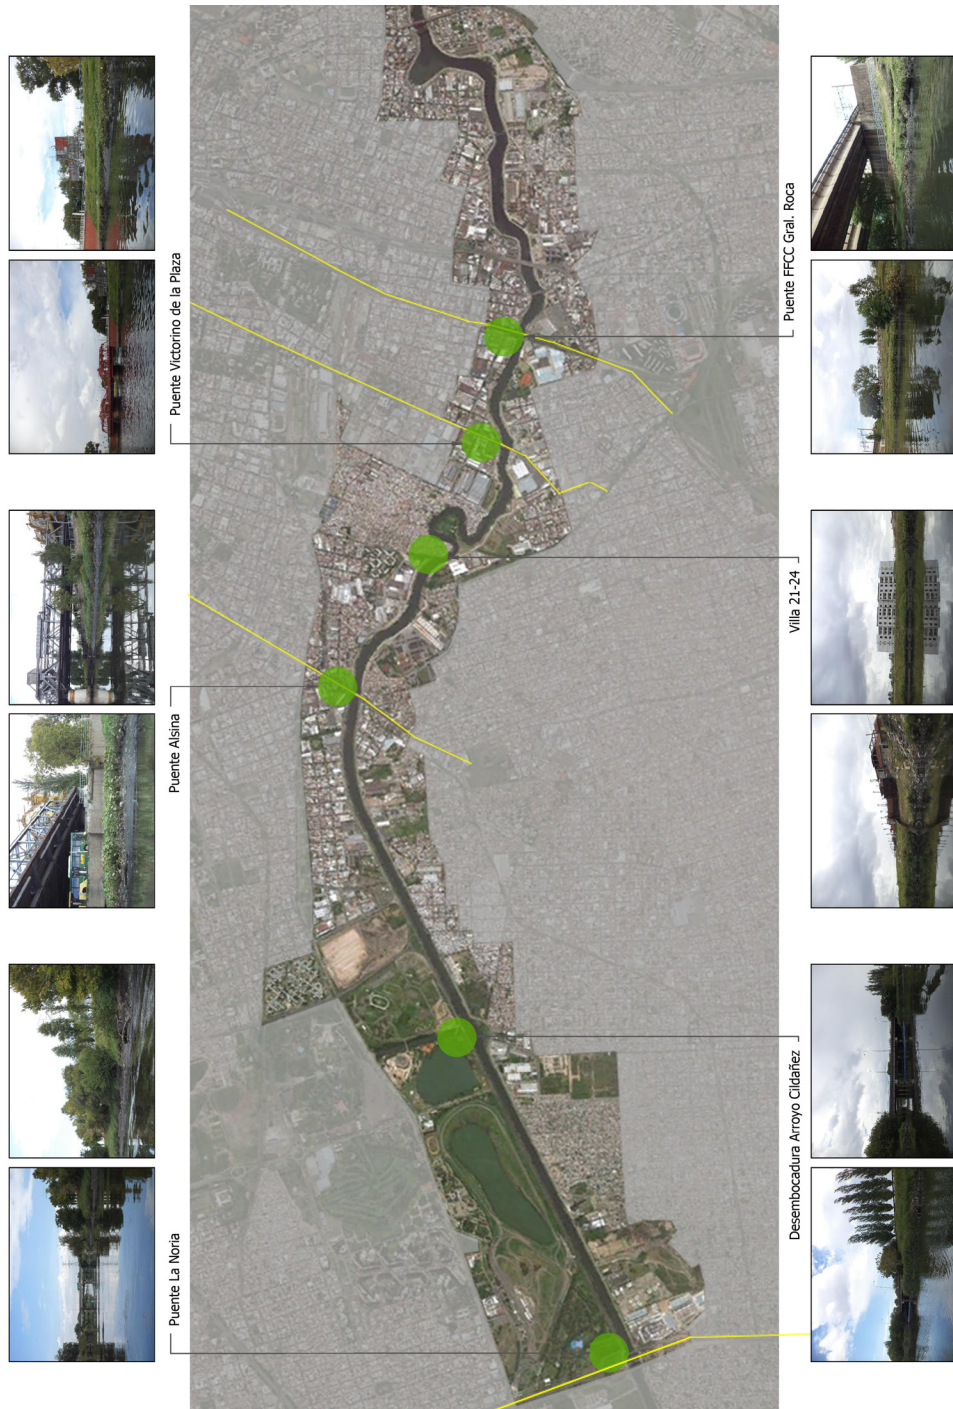 Puente La Noria
Puente Alsina
Puente Victorino de la Plaza
Desembocadura Arroyo Cildañez
Villa 21-24
Puente FFCC Gral. Roca